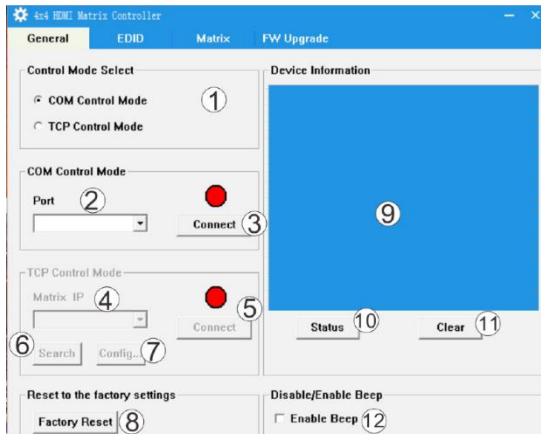 4x4 HDMI Matrix Controller
General EDID Matrix FW Upgrade
Control Mode Select
COM Control Mode
TCP Control Mode
1
COM Control Mode
Port
2
Connect
3
TCP Control Mode
Matrix IP
4
Connect
5
6
Search
Config..
7
Reset to the factory settings
Factory Reset
8
Device Information
9
Status
10
Clear
11
Disable/Enable Beep
Enable Beep
12